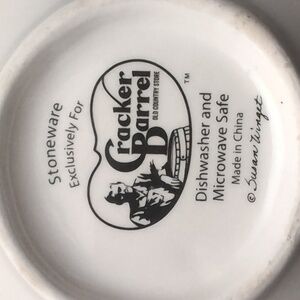 Stoneware
Exclusively For
Cracker
Barrel
OLD COUNTRY STORE
™
Dishwasher and
Microwave Safe
Made in China
© Susan Winget